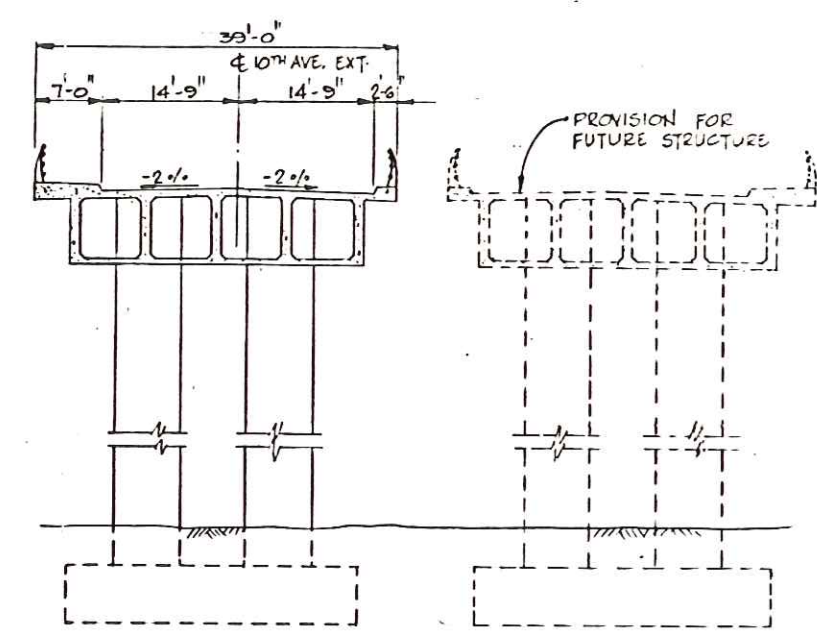 39'-0"
℄ 10TH AVE. EXT.
7'-0" 14'-9" 14'-9" 2'-6"
PROVISION FOR
FUTURE STRUCTURE
-2% -2%